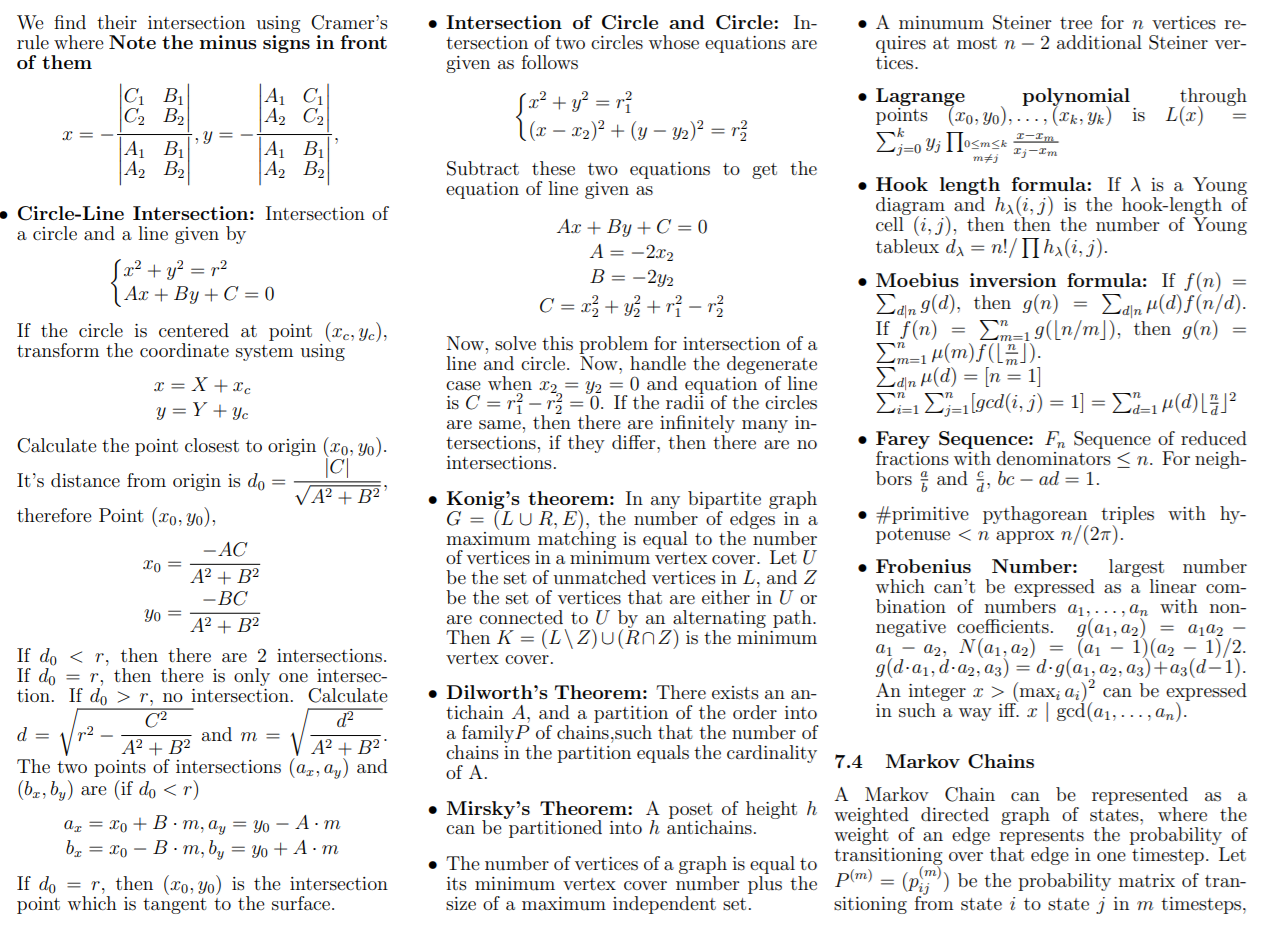 We find their intersection using Cramer's
rule where Note the minus signs in front
of them
x = − |C₁ B₁; C₂ B₂| / |A₁ B₁; A₂ B₂|, y = − |A₁ C₁; A₂ C₂| / |A₁ B₁; A₂ B₂|,
• Circle-Line Intersection: Intersection of
a circle and a line given by
{ x² + y² = r²
Ax + By + C = 0
If the circle is centered at point (x_c, y_c),
transform the coordinate system using
x = X + x_c
y = Y + y_c
Calculate the point closest to origin (x₀, y₀).
It's distance from origin is d₀ = |C| / √(A² + B²),
therefore Point (x₀, y₀),
x₀ = −AC / (A² + B²)
y₀ = −BC / (A² + B²)
If d₀ < r, then there are 2 intersections.
If d₀ = r, then there is only one intersec-
tion. If d₀ > r, no intersection. Calculate
d = √(r² − C² / (A² + B²)) and m = √(d² / (A² + B²)).
The two points of intersections (a_x, a_y) and
(b_x, b_y) are (if d₀ < r)
a_x = x₀ + B · m, a_y = y₀ − A · m
b_x = x₀ − B · m, b_y = y₀ + A · m
If d₀ = r, then (x₀, y₀) is the intersection
point which is tangent to the surface.
• Intersection of Circle and Circle: In-
tersection of two circles whose equations are
given as follows
{ x² + y² = r₁²
(x − x₂)² + (y − y₂)² = r₂²
Subtract these two equations to get the
equation of line given as
Ax + By + C = 0
A = −2x₂
B = −2y₂
C = x₂² + y₂² + r₁² − r₂²
Now, solve this problem for intersection of a
line and circle. Now, handle the degenerate
case when x₂ = y₂ = 0 and equation of line
is C = r₁² − r₂² = 0. If the radii of the circles
are same, then there are infinitely many in-
tersections, if they differ, then there are no
intersections.
• Konig's theorem: In any bipartite graph
G = (L ∪ R, E), the number of edges in a
maximum matching is equal to the number
of vertices in a minimum vertex cover. Let U
be the set of unmatched vertices in L, and Z
be the set of vertices that are either in U or
are connected to U by an alternating path.
Then K = (L \ Z) ∪ (R ∩ Z) is the minimum
vertex cover.
• Dilworth's Theorem: There exists an an-
tichain A, and a partition of the order into
a familyP of chains,such that the number of
chains in the partition equals the cardinality
of A.
• Mirsky's Theorem: A poset of height h
can be partitioned into h antichains.
• The number of vertices of a graph is equal to
its minimum vertex cover number plus the
size of a maximum independent set.
• A minumum Steiner tree for n vertices re-
quires at most n − 2 additional Steiner ver-
tices.
• Lagrange polynomial through
points (x₀, y₀), . . . , (x_k, y_k) is L(x) =
∑_{j=0}^{k} y_j ∏_{0≤m≤k, m≠j} (x−x_m)/(x_j−x_m)
• Hook length formula: If λ is a Young
diagram and h_λ(i, j) is the hook-length of
cell (i, j), then then the number of Young
tableux d_λ = n!/ ∏ h_λ(i, j).
• Moebius inversion formula: If f(n) =
∑_{d|n} g(d), then g(n) = ∑_{d|n} μ(d)f(n/d).
If f(n) = ∑_{m=1}^{n} g(⌊n/m⌋), then g(n) =
∑_{m=1}^{n} μ(m)f(⌊n/m⌋).
∑_{d|n} μ(d) = [n = 1]
∑_{i=1}^{n} ∑_{j=1}^{n} [gcd(i, j) = 1] = ∑_{d=1}^{n} μ(d)⌊n/d⌋²
• Farey Sequence: F_n Sequence of reduced
fractions with denominators ≤ n. For neigh-
bors a/b and c/d, bc − ad = 1.
• #primitive pythagorean triples with hy-
potenuse < n approx n/(2π).
• Frobenius Number: largest number
which can't be expressed as a linear com-
bination of numbers a₁, . . . , a_n with non-
negative coefficients. g(a₁, a₂) = a₁a₂ −
a₁ − a₂, N(a₁, a₂) = (a₁ − 1)(a₂ − 1)/2.
g(d·a₁, d·a₂, a₃) = d·g(a₁, a₂, a₃)+a₃(d−1).
An integer x > (max_i a_i)² can be expressed
in such a way iff. x | gcd(a₁, . . . , a_n).
7.4 Markov Chains
A Markov Chain can be represented as a
weighted directed graph of states, where the
weight of an edge represents the probability of
transitioning over that edge in one timestep. Let
P^(m) = (p_ij^(m)) be the probability matrix of tran-
sitioning from state i to state j in m timesteps,